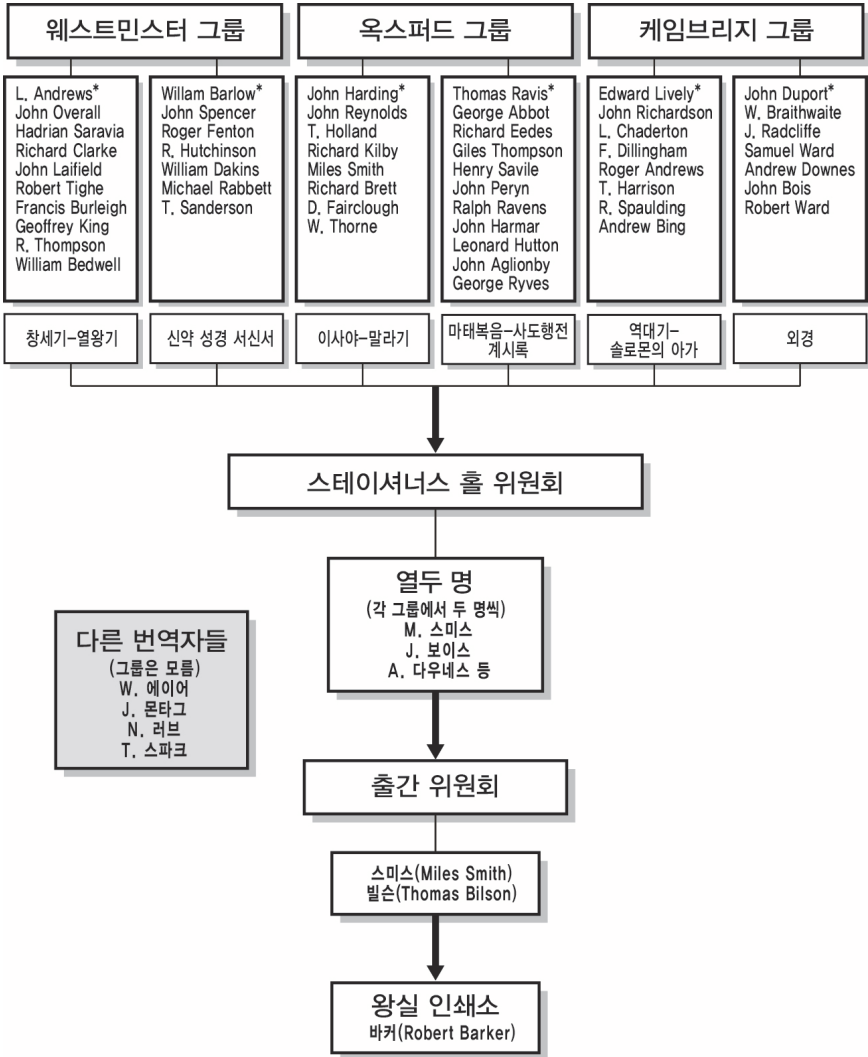 웨스트민스터 그룹
옥스퍼드 그룹
케임브리지 그룹
L. Andrews*
John Overall
Hadrian Saravia
Richard Clarke
John Laifield
Robert Tighe
Francis Burleigh
Geoffrey King
R. Thompson
William Bedwell
Willam Barlow*
John Spencer
Roger Fenton
R. Hutchinson
William Dakins
Michael Rabbett
T. Sanderson
John Harding*
John Reynolds
T. Holland
Richard Kilby
Miles Smith
Richard Brett
D. Fairclough
W. Thorne
Thomas Ravis*
George Abbot
Richard Eedes
Giles Thompson
Henry Savile
John Peryn
Ralph Ravens
John Harmar
Leonard Hutton
John Aglionby
George Ryves
Edward Lively*
John Richardson
L. Chaderton
F. Dillingham
Roger Andrews
T. Harrison
R. Spaulding
Andrew Bing
John Duport*
W. Braithwaite
J. Radcliffe
Samuel Ward
Andrew Downes
John Bois
Robert Ward
창세기-열왕기
신약 성경 서신서
이사야-말라기
마태복음-사도행전
계시록
역대기-
솔로몬의 아가
외경
스테이셔너스 홀 위원회
열두 명
(각 그룹에서 두 명씩)
M. 스미스
J. 보이스
A. 다우네스 등
다른 번역자들
(그룹은 모름)
W. 에이어
J. 몬타그
N. 러브
T. 스파크
출간 위원회
스미스(Miles Smith)
빌슨(Thomas Bilson)
왕실 인쇄소
바커(Robert Barker)